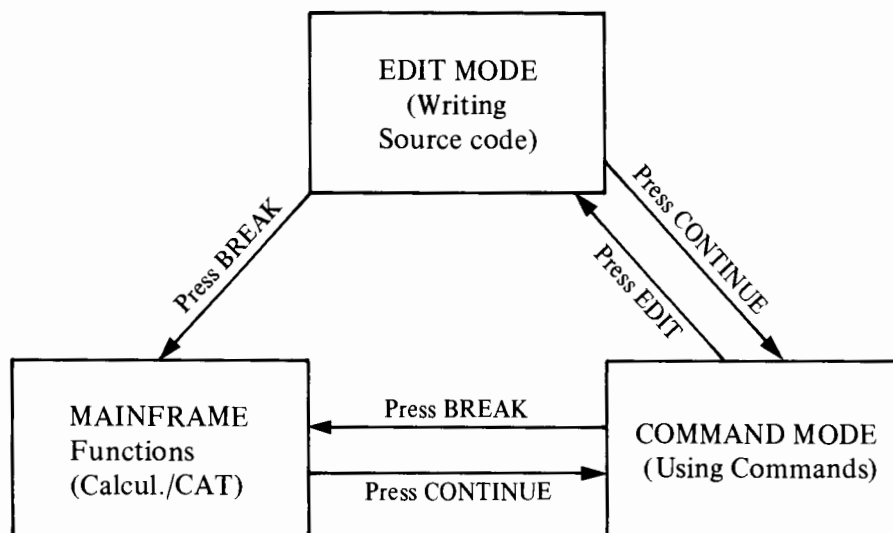 EDIT MODE
(Writing
Source code)
Press BREAK
Press CONTINUE
Press EDIT
MAINFRAME
Functions
(Calcul./CAT)
Press BREAK
Press CONTINUE
COMMAND MODE
(Using Commands)